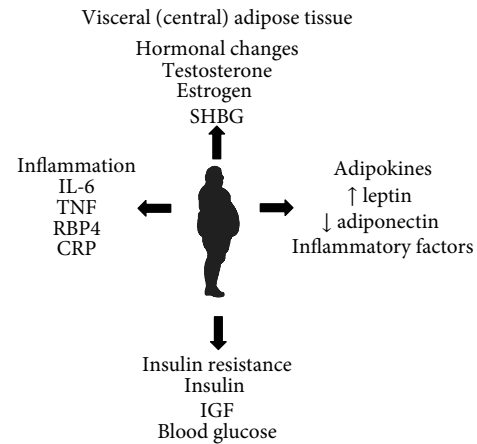 Visceral (central) adipose tissue
Hormonal changes
Testosterone
Estrogen
SHBG
Inflammation
IL-6
TNF
RBP4
CRP
Adipokines
↑ leptin
↓ adiponectin
Inflammatory factors
Insulin resistance
Insulin
IGF
Blood glucose